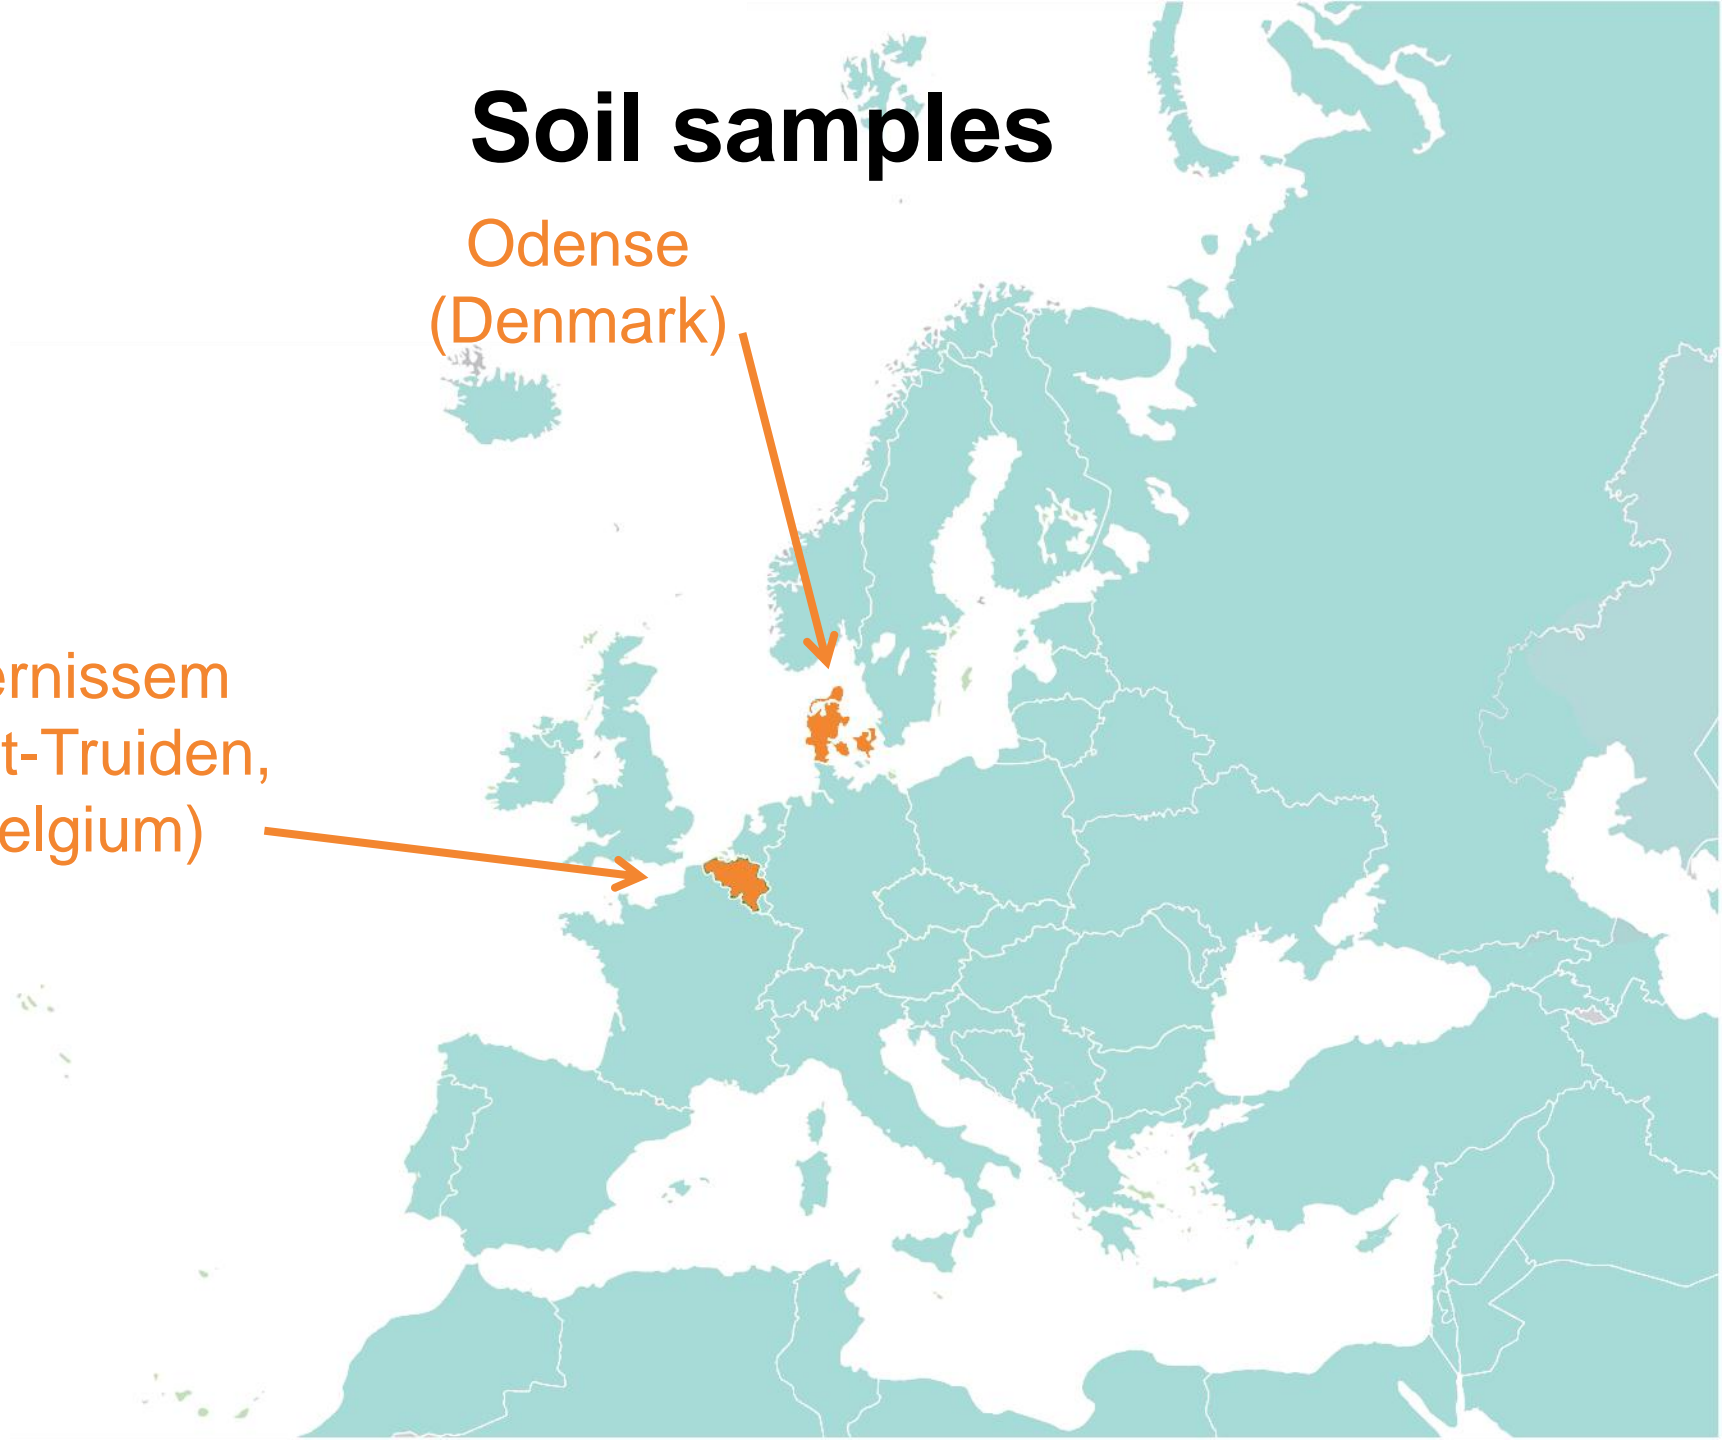 Soil samples
Odense
(Denmark)
ernissem
t-Truiden,
elgium)